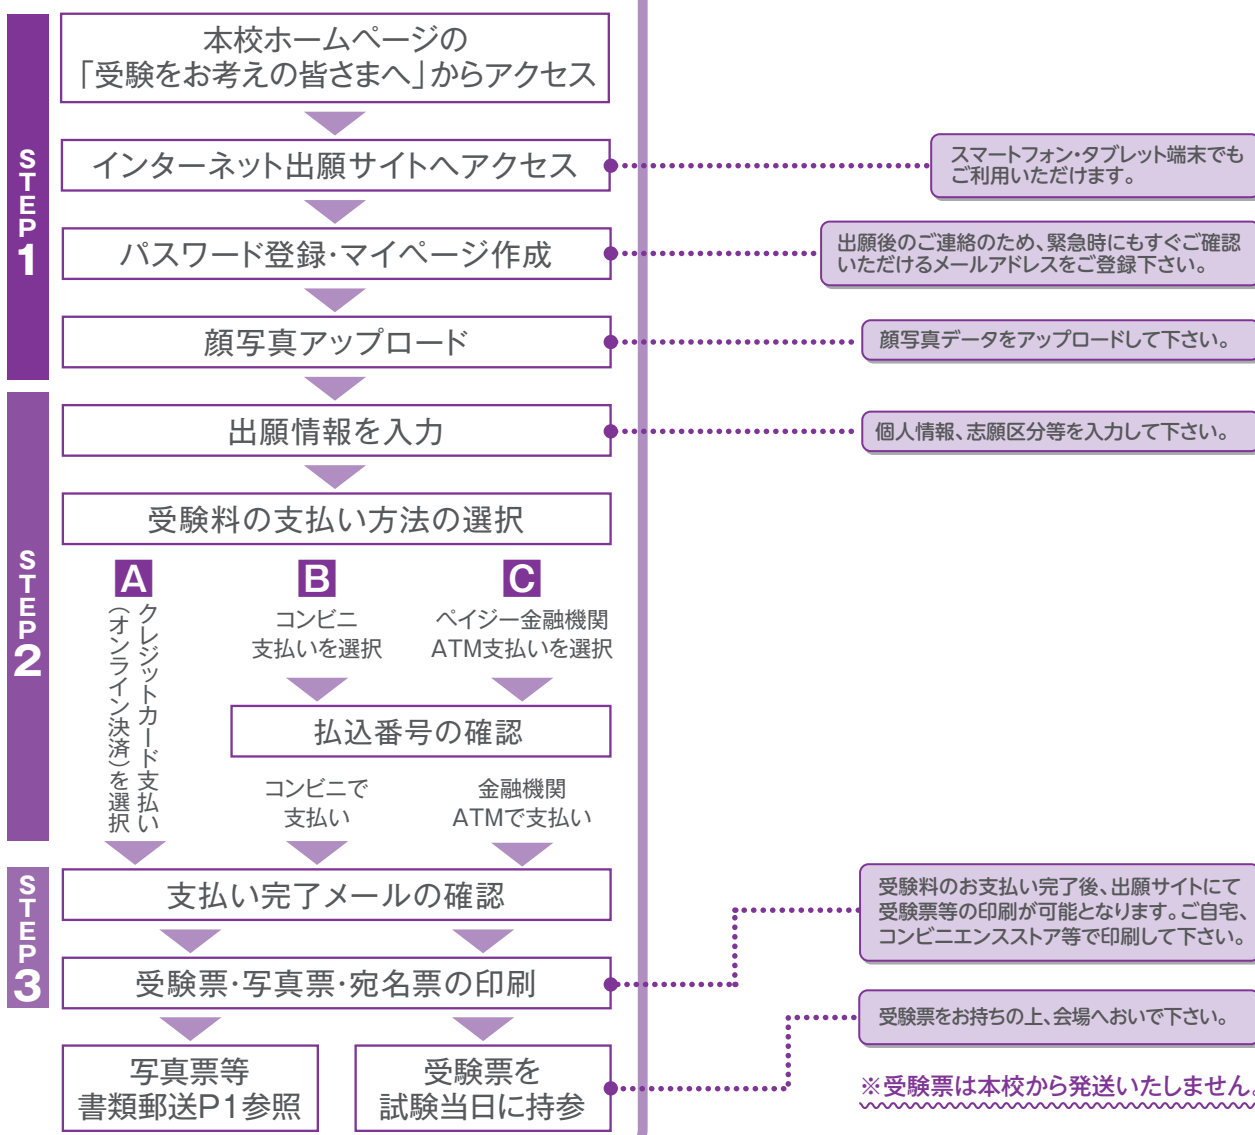 STEP1
本校ホームページの
「受験をお考えの皆さまへ」からアクセス
インターネット出願サイトへアクセス
スマートフォン・タブレット端末でも
ご利用いただけます。
パスワード登録・マイページ作成
出願後のご連絡のため、緊急時にもすぐご確認
いただけるメールアドレスをご登録下さい。
顔写真アップロード
顔写真データをアップロードして下さい。
STEP2
出願情報を入力
個人情報、志願区分等を入力して下さい。
受験料の支払い方法の選択
A
クレジットカード支払い
(オンライン決済)を選択
B
コンビニ
支払いを選択
C
ペイジー金融機関
ATM支払いを選択
払込番号の確認
コンビニで
支払い
金融機関
ATMで支払い
STEP3
支払い完了メールの確認
受験票・写真票・宛名票の印刷
受験料のお支払い完了後、出願サイトにて
受験票等の印刷が可能となります。ご自宅、
コンビニエンスストア等で印刷して下さい。
写真票等
書類郵送P1参照
受験票を
試験当日に持参
受験票をお持ちの上、会場へおいで下さい。
※受験票は本校から発送いたしません。